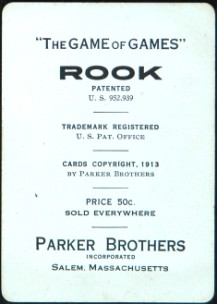 "THE GAME OF GAMES"
ROOK
PATENTED
U. S. 952,939
TRADEMARK REGISTERED
U. S. PAT. OFFICE
CARDS COPYRIGHT, 1913
BY PARKER BROTHERS
PRICE 50c.
SOLD EVERYWHERE
PARKER BROTHERS
INCORPORATED
SALEM, MASSACHUSETTS